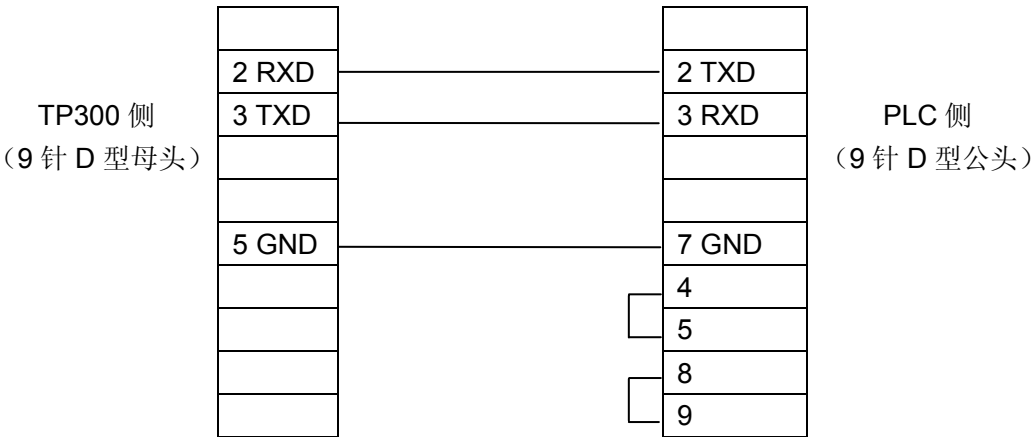 2 RXD
2 TXD
TP300 侧
3 TXD
3 RXD
PLC 侧
（9 针 D 型母头）
（9 针 D 型公头）
5 GND
7 GND
4
5
8
9